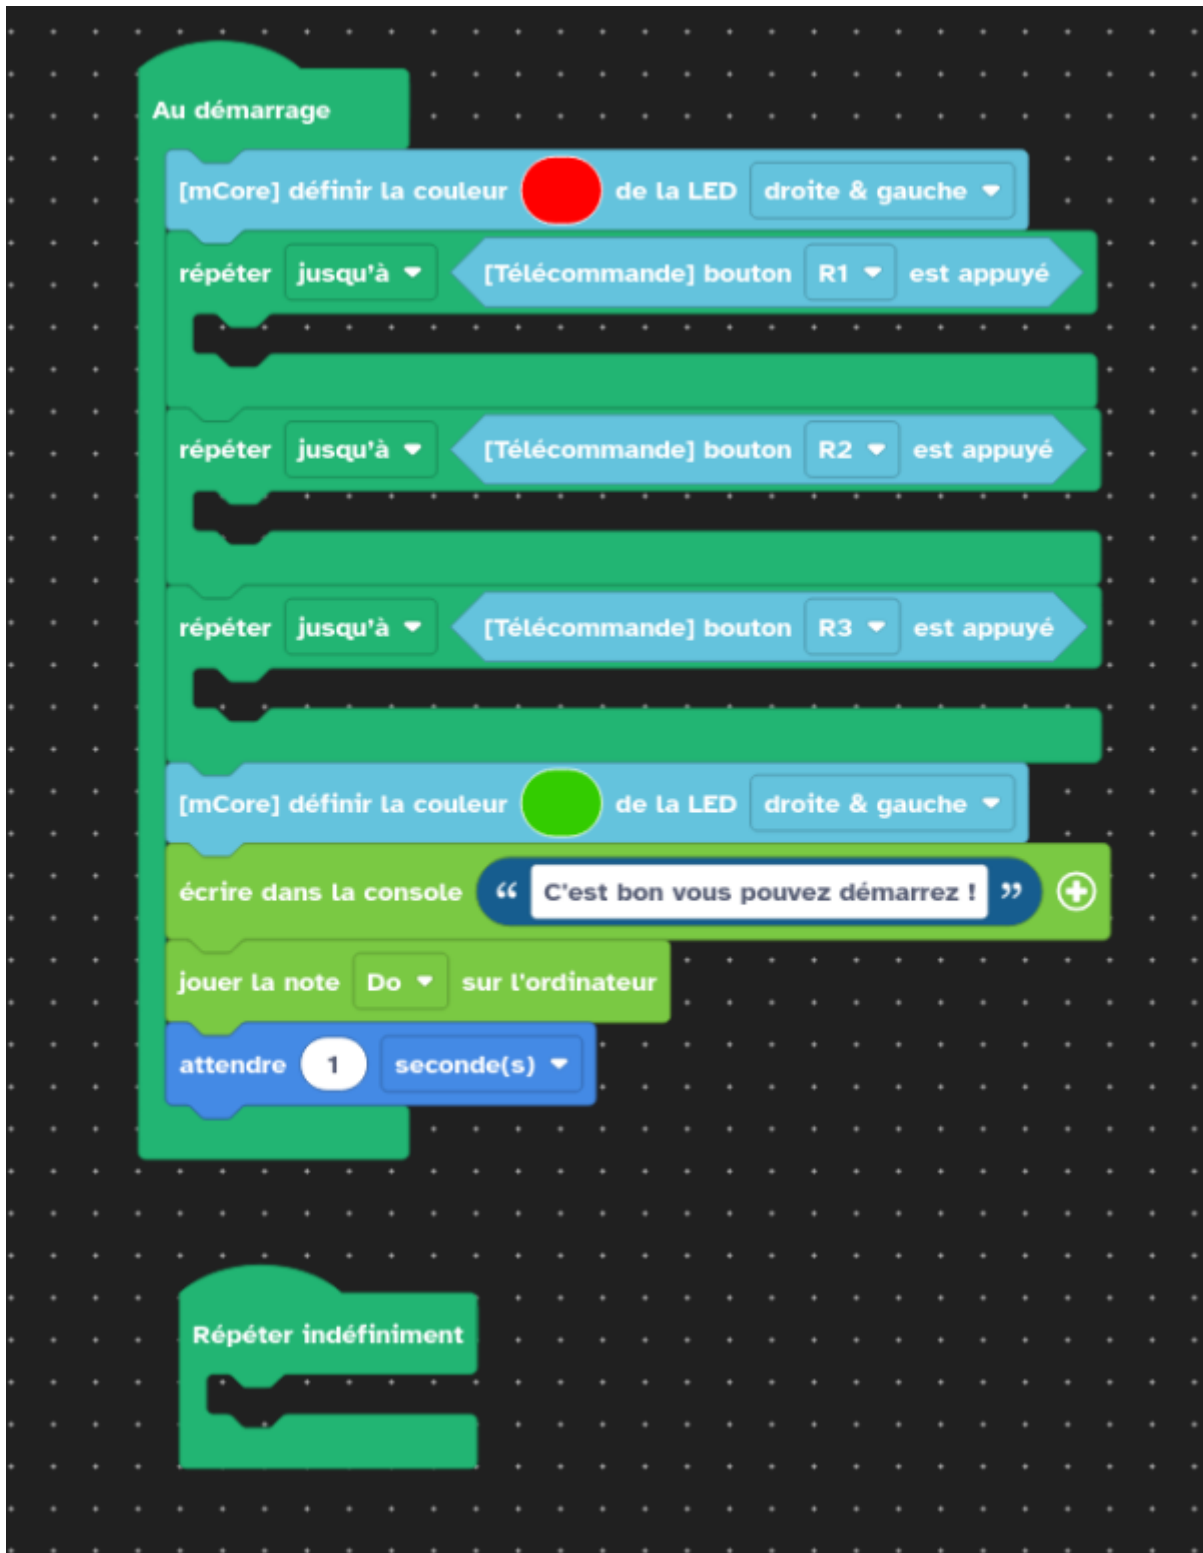 Au démarrage
[mCore] définir la couleur de la LED droite & gauche
répéter jusqu'à [Télécommande] bouton R1 est appuyé
répéter jusqu'à [Télécommande] bouton R2 est appuyé
répéter jusqu'à [Télécommande] bouton R3 est appuyé
[mCore] définir la couleur de la LED droite & gauche
écrire dans la console “ C'est bon vous pouvez démarrez ! ”
jouer la note Do sur l'ordinateur
attendre 1 seconde(s)
Répéter indéfiniment